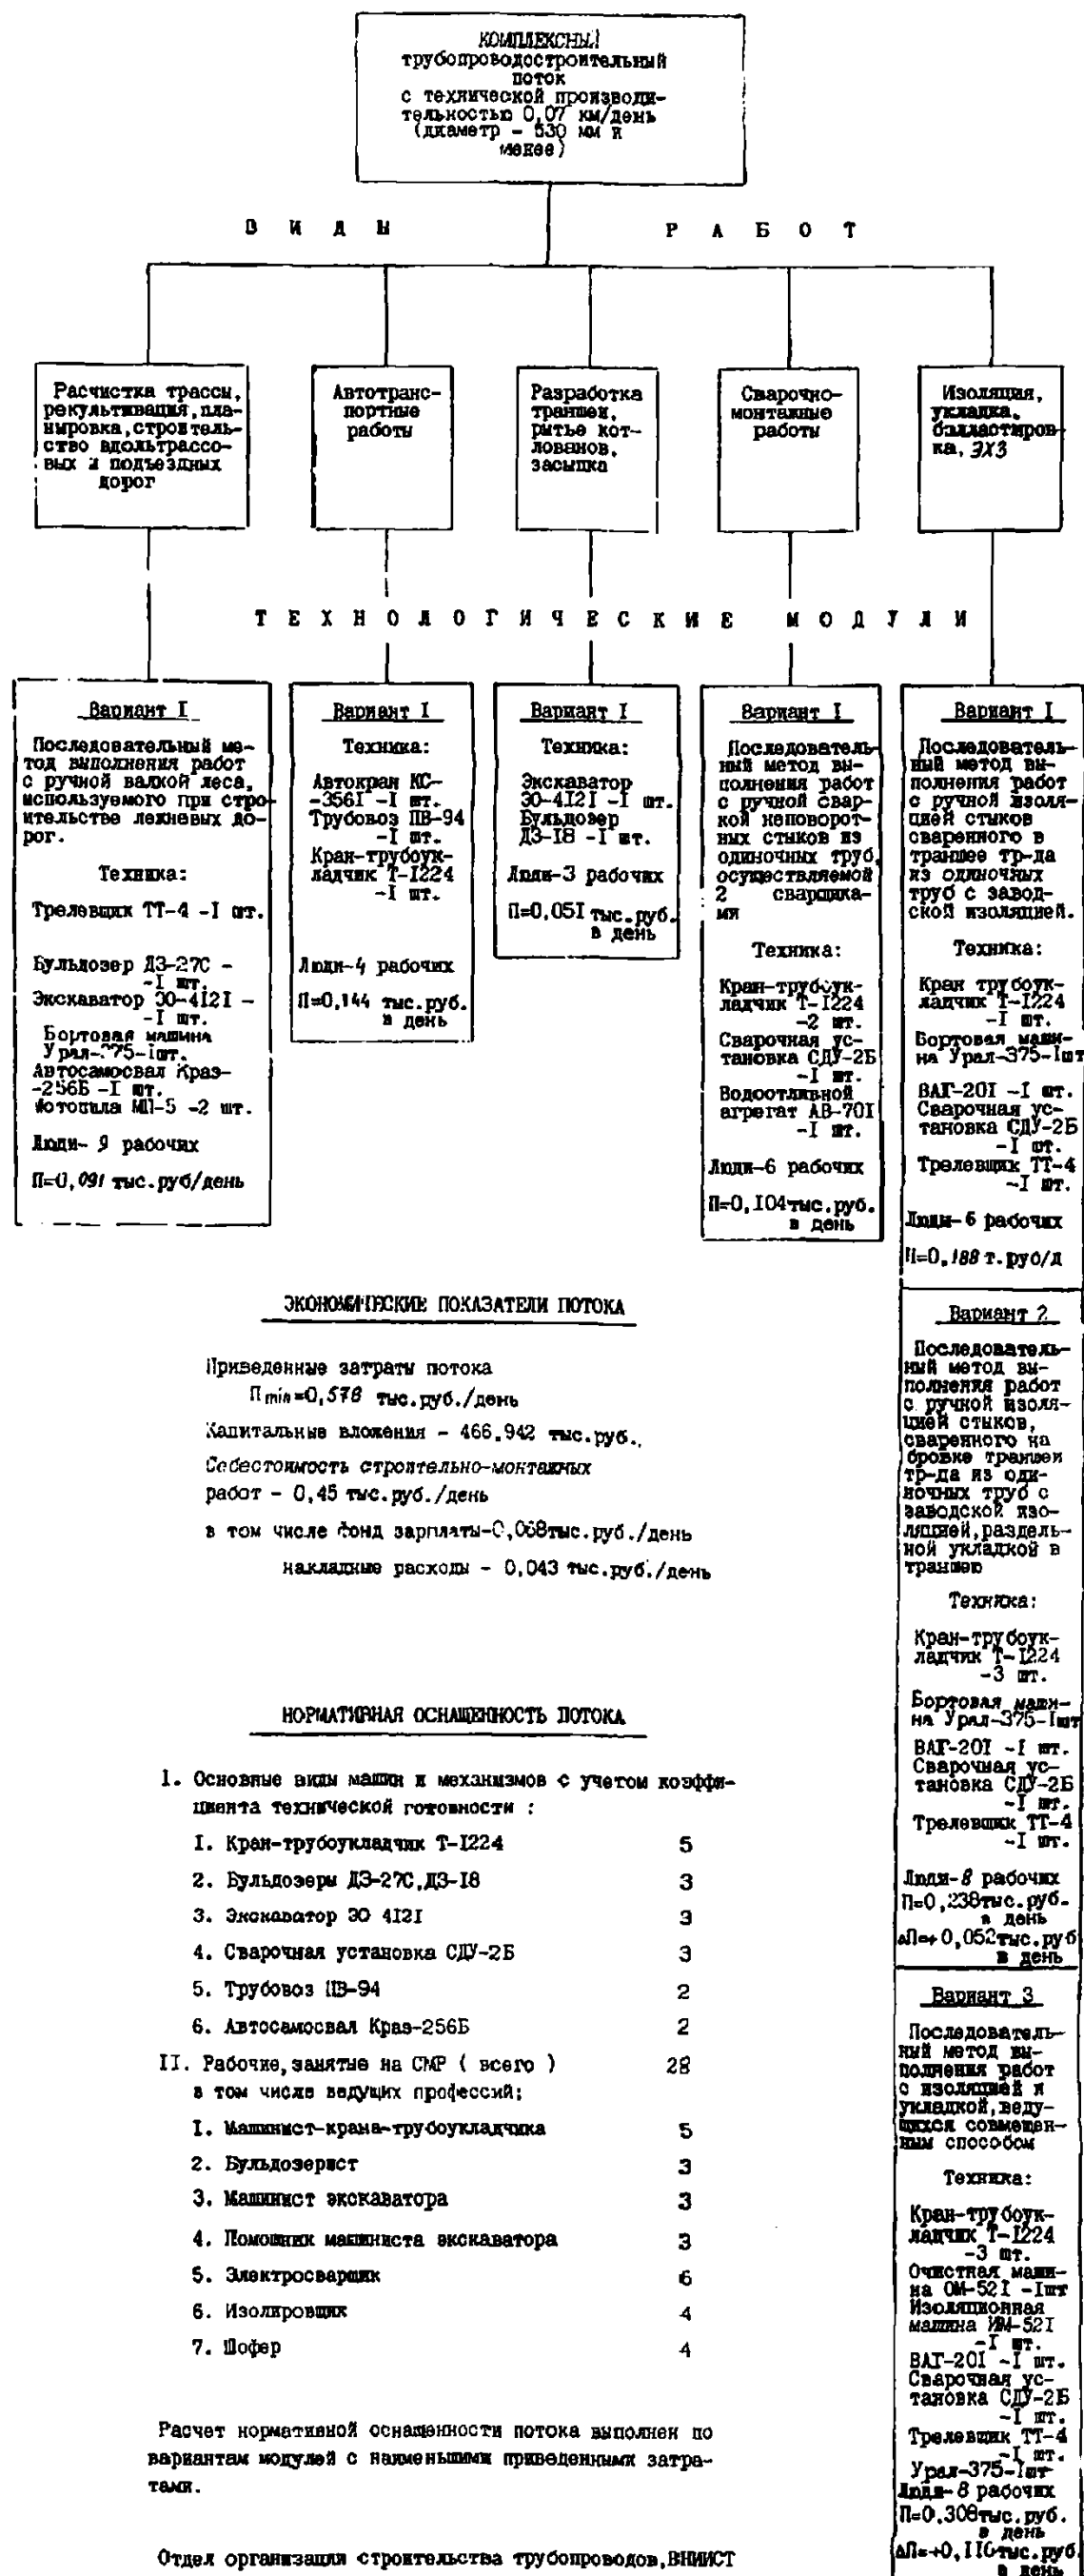 КОМПЛЕКСНЫЙ
трубопроводостроительный
поток
с технической производи-
тельностью 0,07 км/день
(диаметр - 530 мм и
менее)
В И Д Ы   Р А Б О Т
Расчистка трассы,
рекультивация, пла-
нировка, строитель-
ство вдольтрассо-
вых и подъездных
дорог
Автотранс-
портные
работы
Разработка
траншеи,
рытье кот-
лованов,
засыпка
Сварочно-
монтажные
работы
Изоляция,
укладка,
балластиров-
ка, ЭХЗ
Т Е Х Н О Л О Г И Ч Е С К И Е   М О Д У Л И
Вариант I
Последовательный ме-
тод выполнения работ
с ручной валкой леса,
используемого при стро-
ительстве лежневых до-
рог.
Техника:
Трелевщик ТТ-4 -I шт.
Бульдозер ДЗ-27С -
-I шт.
Экскаватор ЭО-4I2I -
-I шт.
Бортовая машина
Урал-375-Iшт.
Автосамосвал Краз-
-256Б -I шт.
Мотопила МП-5 -2 шт.
Люди- 9 рабочих
П=0,091 тыс.руб/день
Вариант I
Техника:
Автокран КС-
-356I -I шт.
Трубовоз ПВ-94
-I шт.
Кран-трубоук-
ладчик Т-I224
-I шт.
Люди-4 рабочих
П=0,144 тыс.руб.
в день
Вариант I
Техника:
Экскаватор
ЭО-4I2I -I шт.
Бульдозер
ДЗ-I8 -I шт.
Люди-3 рабочих
П=0,05I тыс.руб.
в день
Вариант I
Последователь-
ный метод вы-
полнения работ
с ручной свар-
кой неповорот-
ных стыков из
одиночных труб,
осуществляемой
2 сварщика-
ми
Техника:
Кран-трубоук-
ладчик Т-I224
-2 шт.
Сварочная ус-
тановка СДУ-2Б
-I шт.
Водоотливной
агрегат АВ-70I
-I шт.
Люди-6 рабочих
П=0,I04тыс.руб.
в день
Вариант I
Последователь-
ный метод вы-
полнения работ
с ручной изоля-
цией стыков
сваренного в
траншее тр-да
из одиночных
труб с завод-
ской изоляцией.
Техника:
Кран трубоук-
ладчик Т-I224
-I шт.
Бортовая маши-
на Урал-375-Iшт
ВАГ-20I -I шт.
Сварочная ус-
тановка СДУ-2Б
-I шт.
Трелевщик ТТ-4
-I шт.
Люди-6 рабочих
П=0,188 т.руб/д
Вариант 2
Последователь-
ный метод вы-
полнения работ
с ручной изоля-
цией стыков,
сваренного на
бровке траншеи
тр-да из оди-
ночных труб с
заводской изо-
ляцией, раздель-
ной укладкой в
траншею
Техника:
Кран-трубоук-
ладчик Т-I224
-3 шт.
Бортовая маши-
на Урал-375-Iшт
ВАГ-20I -I шт.
Сварочная ус-
тановка СДУ-2Б
-I шт.
Трелевщик ТТ-4
-I шт.
Люди-8 рабочих
П=0,238тыс.руб.
в день
ΔП=+0,052тыс.руб
в день
Вариант 3
Последователь-
ный метод вы-
полнения работ
с изоляцией и
укладкой, веду-
щихся совмещен-
ным способом
Техника:
Кран-трубоук-
ладчик Т-I224
-3 шт.
Очистная маши-
на ОМ-52I -Iшт
Изоляционная
машина ИМ-52I
-I шт.
ВАГ-20I -I шт.
Сварочная ус-
тановка СДУ-2Б
-I шт.
Трелевщик ТТ-4
-I шт.
Урал-375-Iшт
Люди-8 рабочих
П=0,308тыс.руб.
в день
ΔП=+0,II6тыс.руб
в день
ЭКОНОМИЧЕСКИЕ ПОКАЗАТЕЛИ ПОТОКА
Приведенные затраты потока
Пmin=0,578 тыс.руб./день
Капитальные вложения - 466,942 тыс.руб.
Себестоимость строительно-монтажных
работ - 0,45 тыс.руб./день
в том числе фонд зарплаты-0,068тыс.руб./день
накладные расходы - 0,043 тыс.руб./день
НОРМАТИВНАЯ ОСНАЩЕННОСТЬ ПОТОКА
I. Основные виды машин и механизмов с учетом коэффи-
циента технической готовности :
I. Кран-трубоукладчик Т-I224 5
2. Бульдозеры ДЗ-27С,ДЗ-I8 3
3. Экскаватор ЭО 4I2I 3
4. Сварочная установка СДУ-2Б 3
5. Трубовоз ПВ-94 2
6. Автосамосвал Краз-256Б 2
II. Рабочие, занятые на СМР ( всего ) 28
в том числе ведущих профессий:
I. Машинист-крана-трубоукладчика 5
2. Бульдозерист 3
3. Машинист экскаватора 3
4. Помощник машиниста экскаватора 3
5. Электросварщик 6
6. Изолировщик 4
7. Шофер 4
Расчет нормативной оснащенности потока выполнен по
вариантам модулей с наименьшими приведенными затра-
тами.
Отдел организации строительства трубопроводов, ВНИИСТ